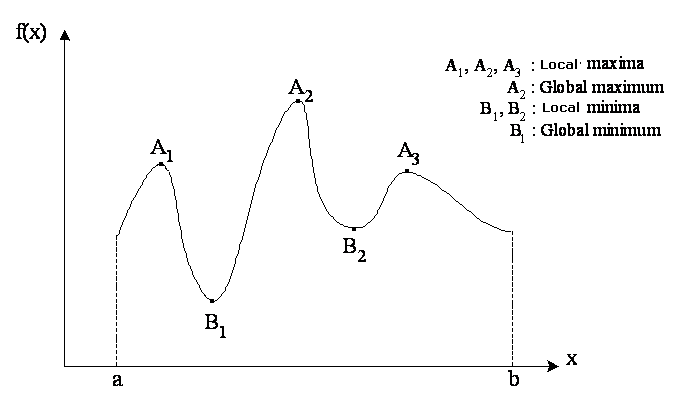 f(x)
A1, A2, A3 : Local maxima
A2 : Global maximum
B1, B2 : Local minima
B1 : Global minimum
A2
A1
A3
B2
B1
x
a
b